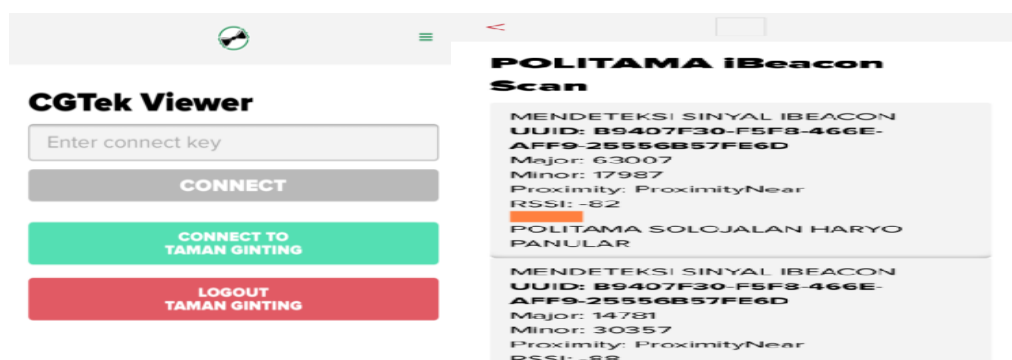 CGTek Viewer
Enter connect key
CONNECT
CONNECT TO
TAMAN GINTING
LOGOUT
TAMAN GINTING
POLITAMA iBeacon
Scan
MENDETEKSI SINYAL IBEACON
UUID: B9407F30-F5F8-466E-
AFF9-25556B57FE6D
Major: 63007
Minor: 17987
Proximity: ProximityNear
RSSI: -82
POLITAMA SOLOJALAN HARYO
PANULAR
MENDETEKSI SINYAL IBEACON
UUID: B9407F30-F5F8-466E-
AFF9-25556B57FE6D
Major: 14781
Minor: 30357
Proximity: ProximityNear
RSSI: -88